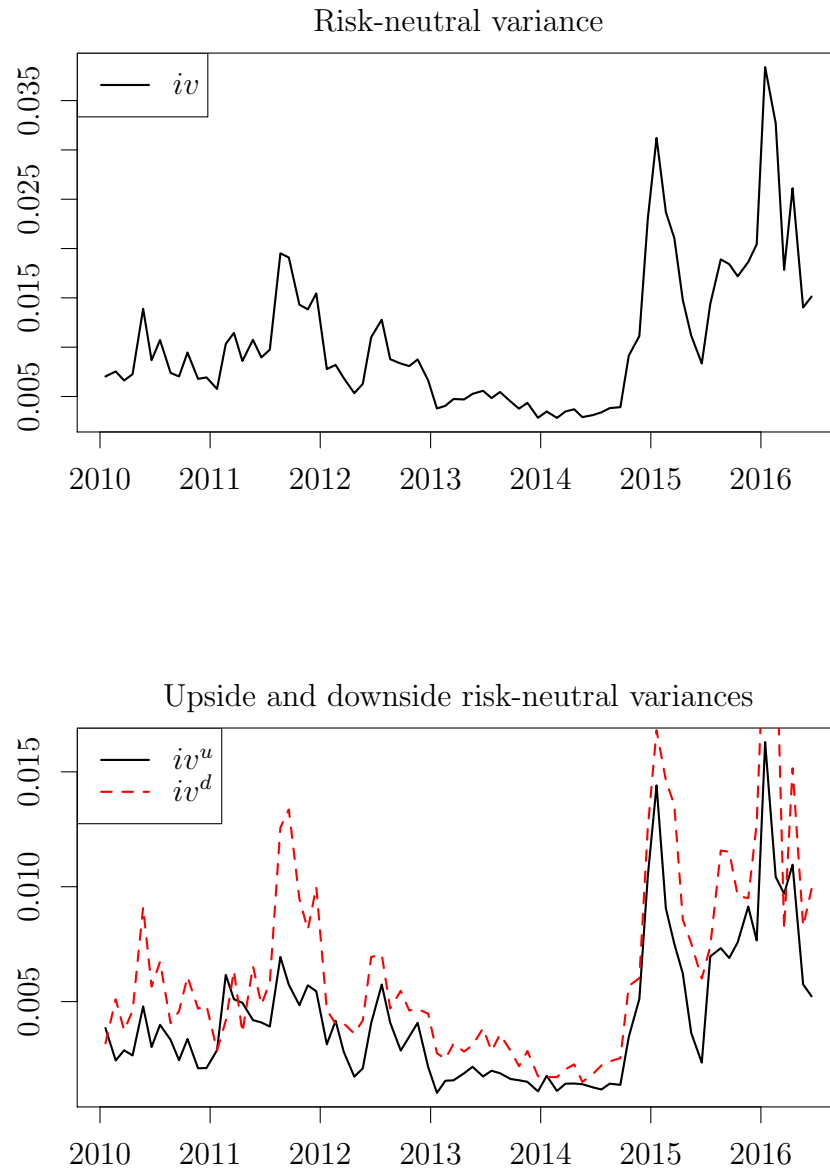 Risk-neutral variance
iv
0.035
0.025
0.015
0.005
2010 2011 2012 2013 2014 2015 2016
Upside and downside risk-neutral variances
iv^u
iv^d
0.015
0.010
0.005
2010 2011 2012 2013 2014 2015 2016